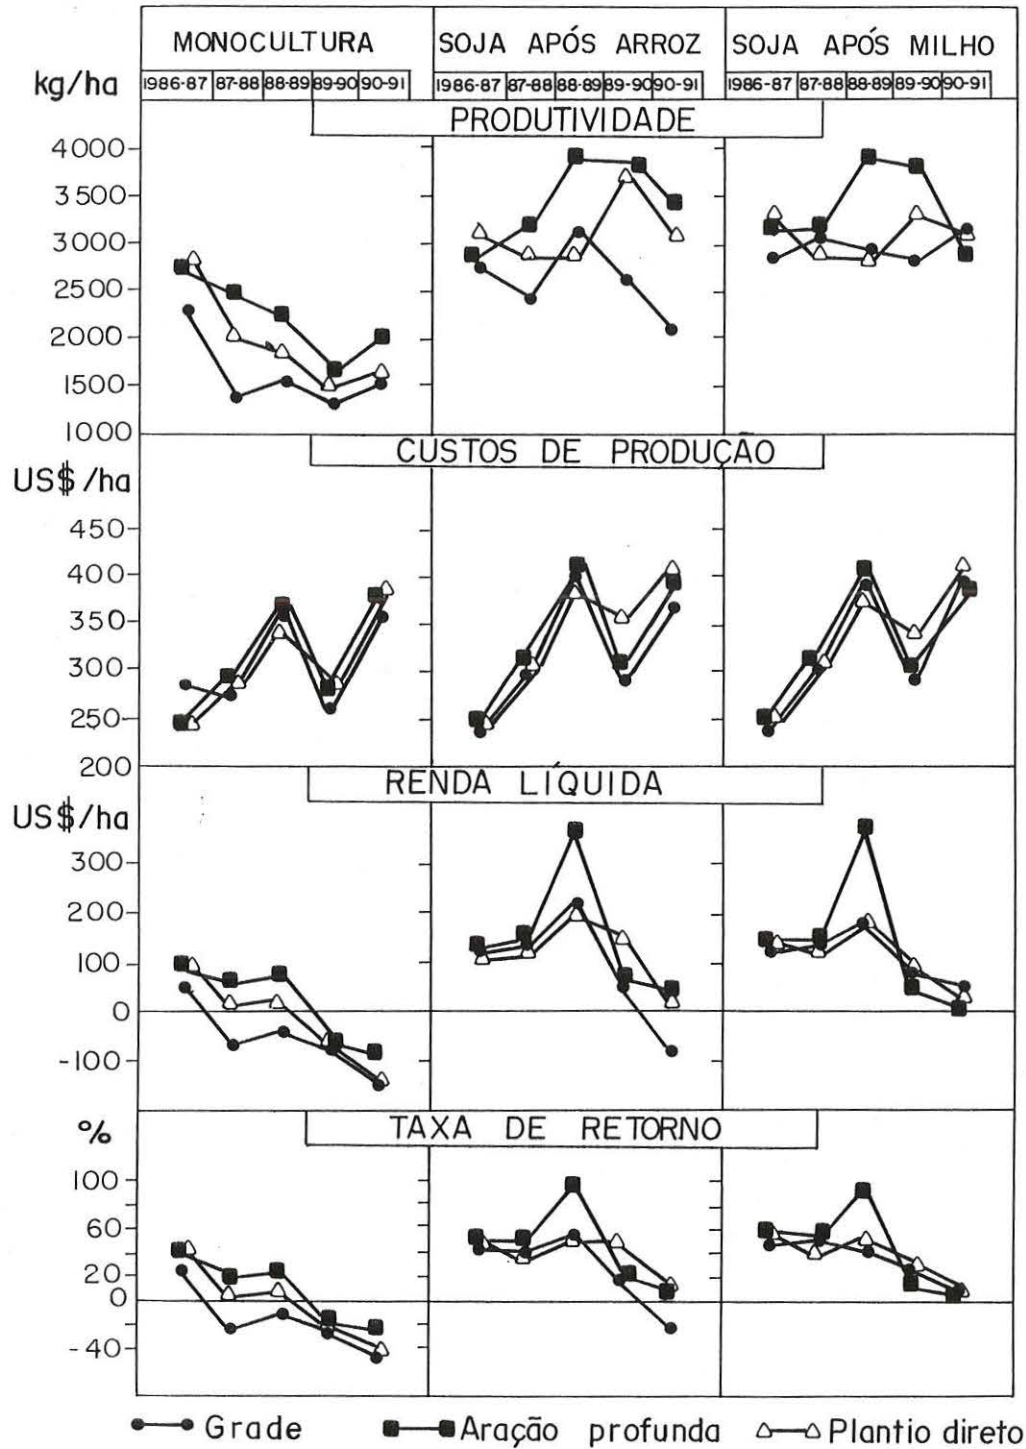 MONOCULTURA SOJA APÓS ARROZ SOJA APÓS MILHO
kg/ha 1986-87 87-88 88-89 89-90 90-91 1986-87 87-88 88-89 89-90 90-91 1986-87 87-88 88-89 89-90 90-91
PRODUTIVIDADE
4000
3500
3000
2500
2000
1500
1000
CUSTOS DE PRODUÇÃO
US$/ha
450
400
350
300
250
200
RENDA LÍQUIDA
US$/ha
300
200
100
0
-100
TAXA DE RETORNO
%
100
60
20
0
-40
Grade Aração profunda Plantio direto